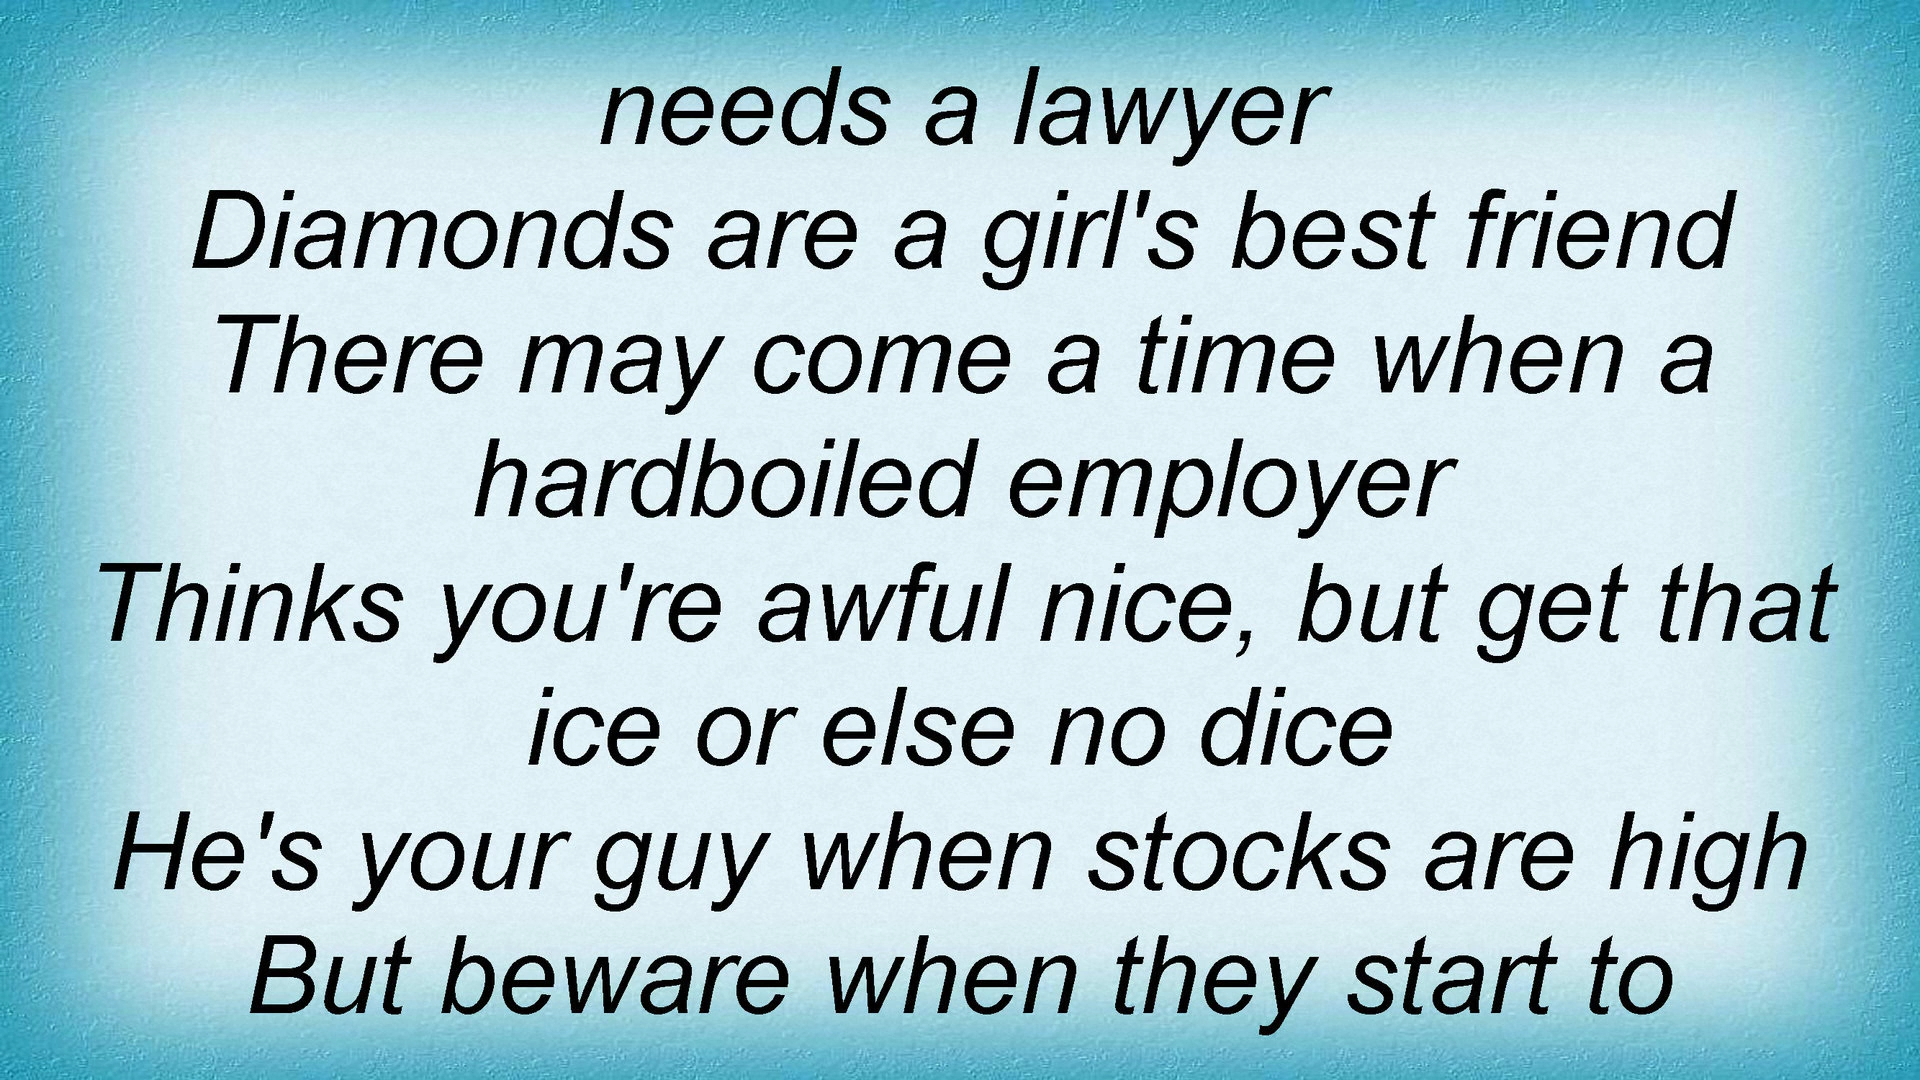 needs a lawyer
Diamonds are a girl's best friend
There may come a time when a
hardboiled employer
Thinks you're awful nice, but get that
ice or else no dice
He's your guy when stocks are high
But beware when they start to